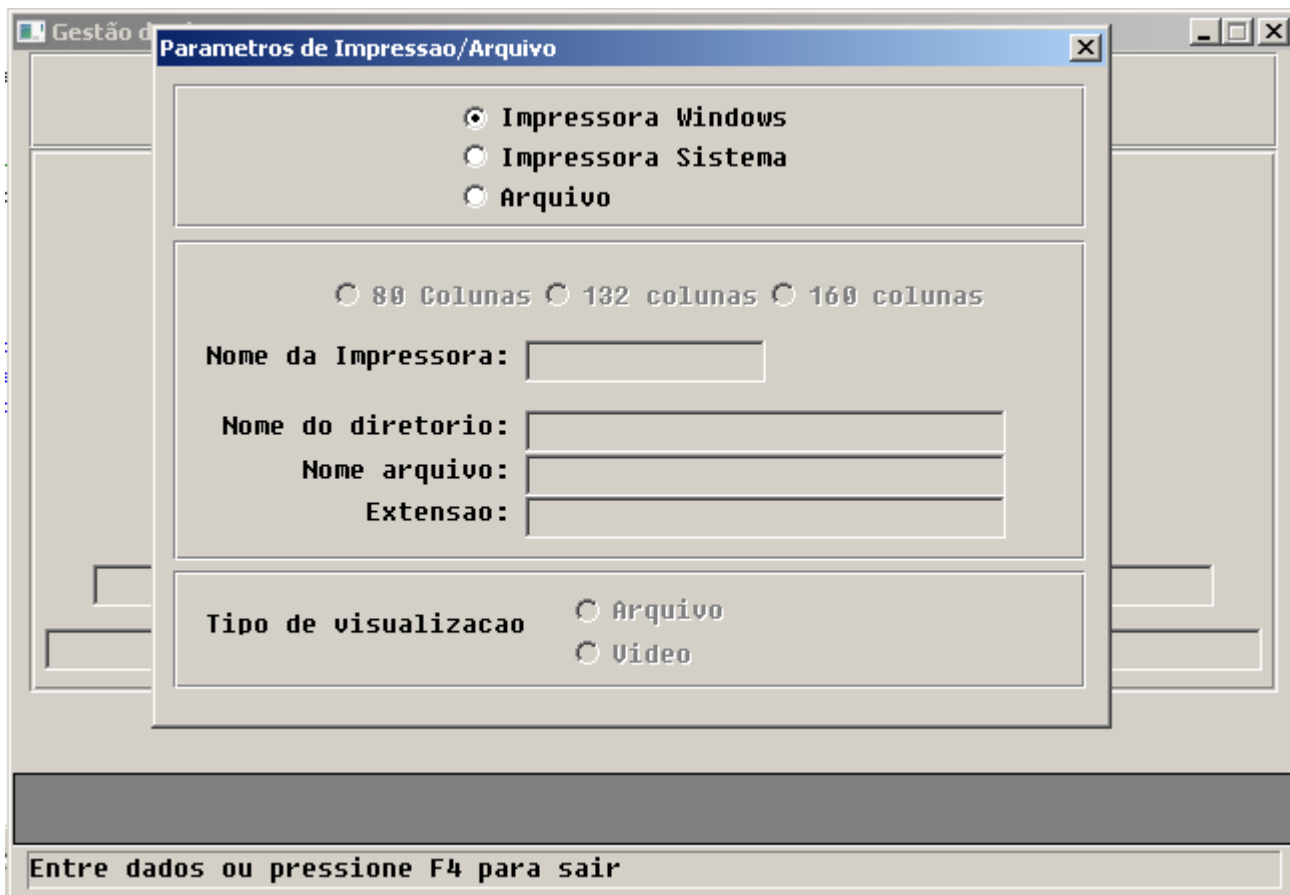 Gestão d
Parametros de Impressao/Arquivo
Impressora Windows
Impressora Sistema
Arquivo
80 Colunas 132 colunas 160 colunas
Nome da Impressora:
Nome do diretorio:
Nome arquivo:
Extensao:
Tipo de visualizacao
Arquivo
Video
Entre dados ou pressione F4 para sair